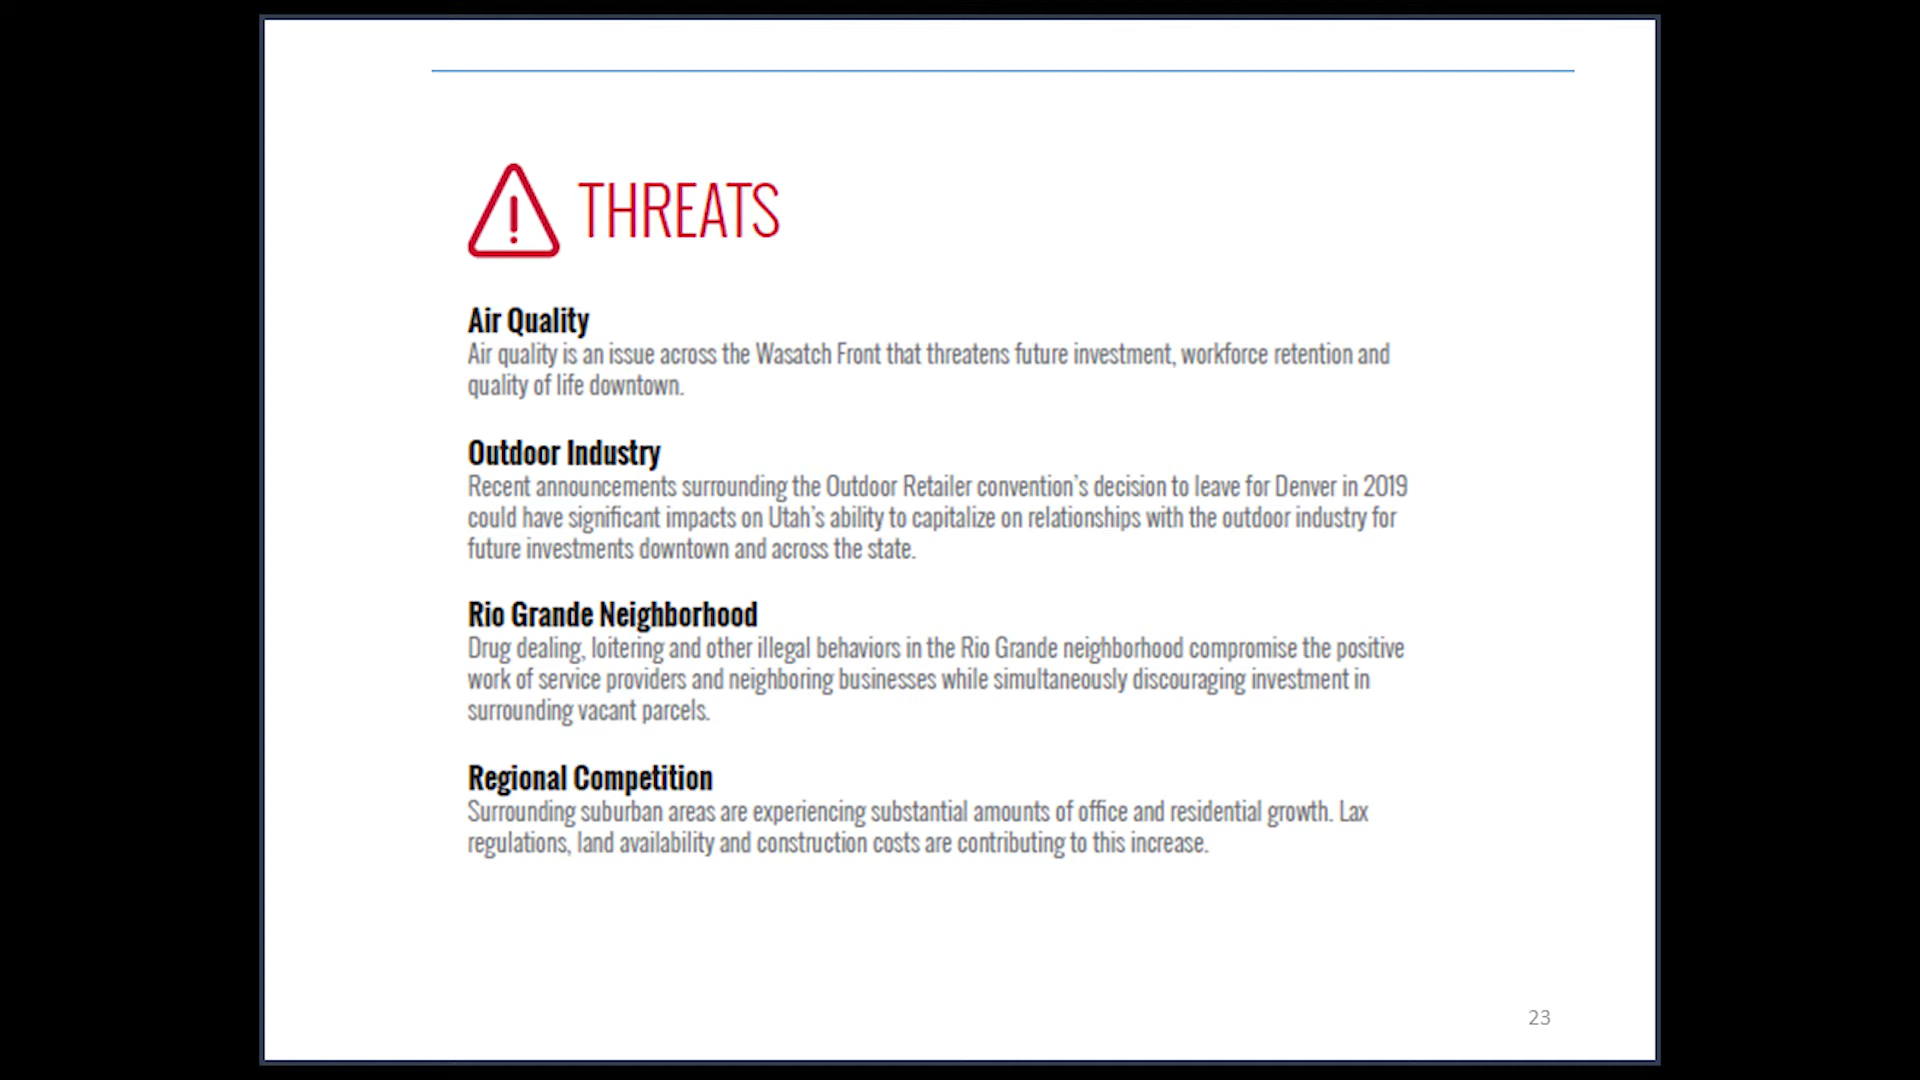 THREATS
Air Quality
Air quality is an issue across the Wasatch Front that threatens future investment, workforce retention and
quality of life downtown.
Outdoor Industry
Recent announcements surrounding the Outdoor Retailer convention's decision to leave for Denver in 2019
could have significant impacts on Utah's ability to capitalize on relationships with the outdoor industry for
future investments downtown and across the state.
Rio Grande Neighborhood
Drug dealing, loitering and other illegal behaviors in the Rio Grande neighborhood compromise the positive
work of service providers and neighboring businesses while simultaneously discouraging investment in
surrounding vacant parcels.
Regional Competition
Surrounding suburban areas are experiencing substantial amounts of office and residential growth. Lax
regulations, land availability and construction costs are contributing to this increase.
23